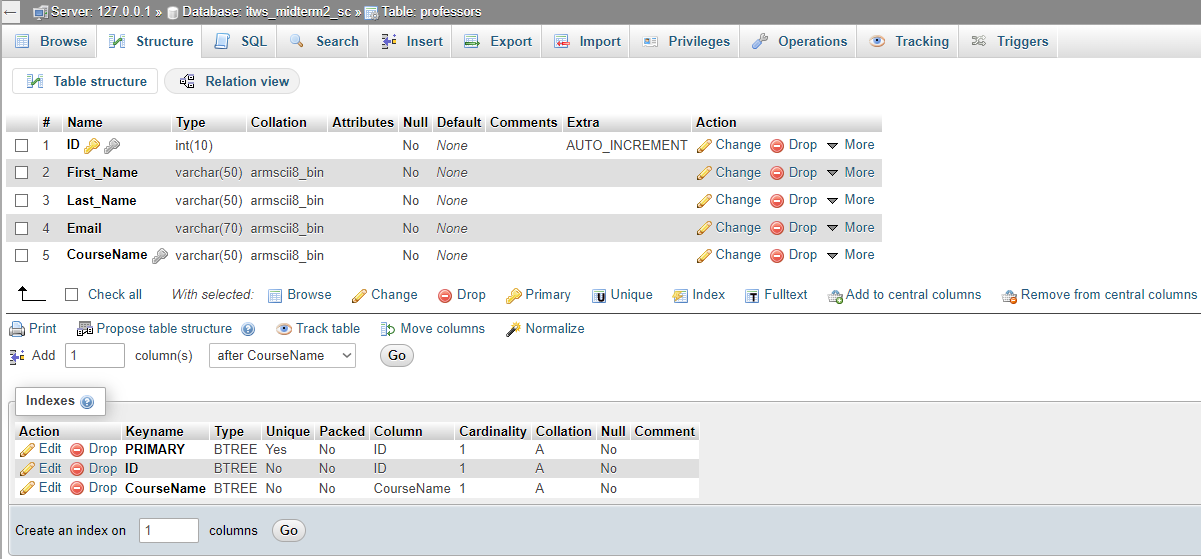 Server: 127.0.0.1 » Database: itws_midterm2_sc » Table: professors
Browse Structure SQL Search Insert Export Import Privileges Operations Tracking Triggers
Table structure Relation view
# Name Type Collation Attributes Null Default Comments Extra Action
1 ID int(10) No None AUTO_INCREMENT Change Drop More
2 First_Name varchar(50) armscii8_bin No None Change Drop More
3 Last_Name varchar(50) armscii8_bin No None Change Drop More
4 Email varchar(70) armscii8_bin No None Change Drop More
5 CourseName varchar(50) armscii8_bin No None Change Drop More
Check all With selected: Browse Change Drop Primary Unique Index Fulltext Add to central columns Remove from central columns
Print Propose table structure Track table Move columns Normalize
Add 1 column(s) after CourseName Go
Indexes
Action Keyname Type Unique Packed Column Cardinality Collation Null Comment
Edit Drop PRIMARY BTREE Yes No ID 1 A No
Edit Drop ID BTREE No No ID 1 A No
Edit Drop CourseName BTREE No No CourseName 1 A No
Create an index on 1 columns Go